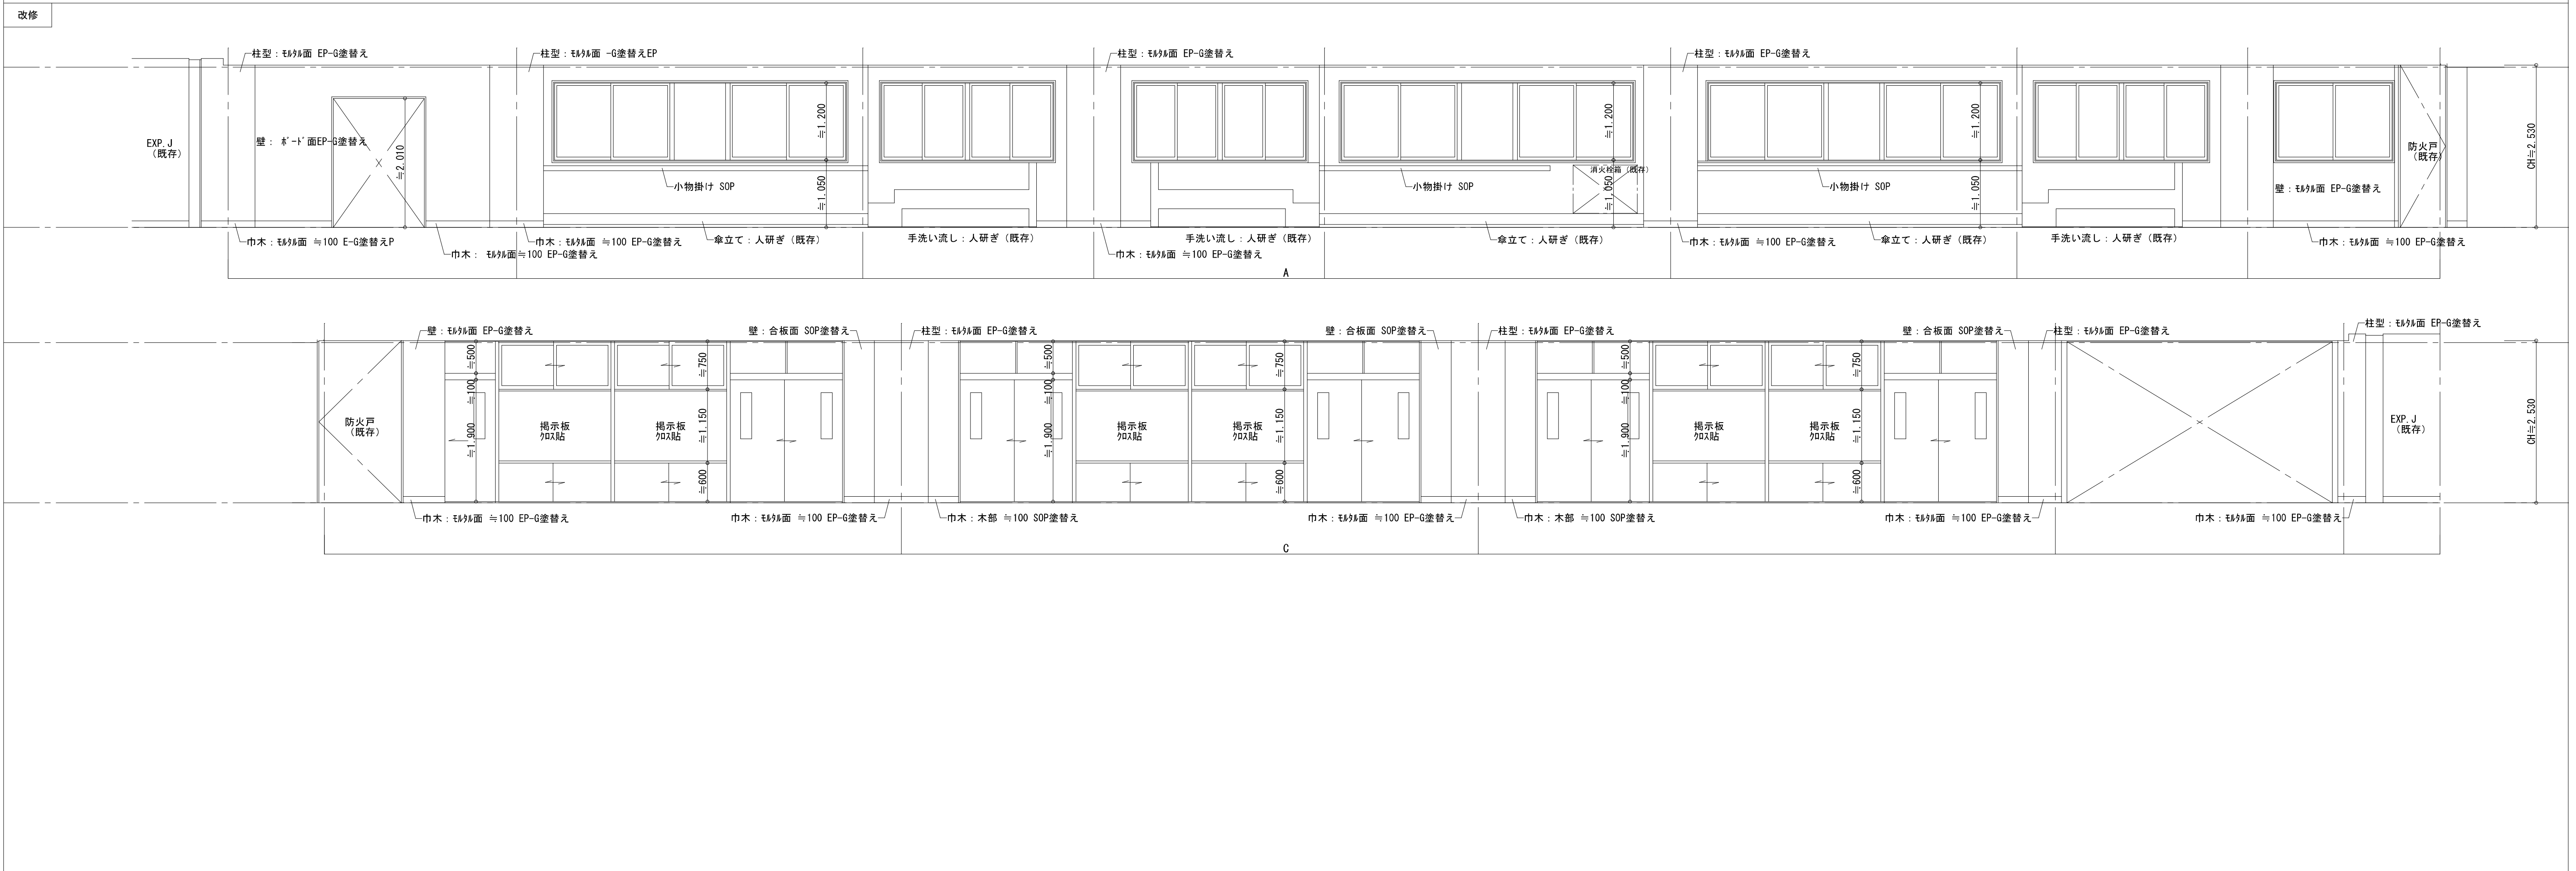 改修
柱型：ﾓﾙﾀﾙ面 EP-G塗替え
柱型：ﾓﾙﾀﾙ面 -G塗替えEP
柱型：ﾓﾙﾀﾙ面 EP-G塗替え
柱型：ﾓﾙﾀﾙ面 EP-G塗替え
EXP.J
（既存）
壁： ﾎﾞｰﾄﾞ面EP-G塗替え
≒2.010
≒1.200
≒1.050
小物掛け SOP
≒1.200
≒1.050
小物掛け SOP
消火栓箱（既存）
≒1.200
≒1.050
小物掛け SOP
防火戸
（既存）
壁：ﾓﾙﾀﾙ面 EP-G塗替え
CH≒2.530
巾木：ﾓﾙﾀﾙ面 ≒100 E-G塗替えP
巾木： ﾓﾙﾀﾙ面≒100 EP-G塗替え
巾木：ﾓﾙﾀﾙ面 ≒100 EP-G塗替え
傘立て：人研ぎ（既存）
手洗い流し：人研ぎ（既存）
巾木：ﾓﾙﾀﾙ面 ≒100 EP-G塗替え
手洗い流し：人研ぎ（既存）
傘立て：人研ぎ（既存）
巾木：ﾓﾙﾀﾙ面 ≒100 EP-G塗替え
傘立て：人研ぎ（既存）
手洗い流し：人研ぎ（既存）
巾木：ﾓﾙﾀﾙ面 ≒100 EP-G塗替え
A
壁：ﾓﾙﾀﾙ面 EP-G塗替え
壁：合板面 SOP塗替え
柱型：ﾓﾙﾀﾙ面 EP-G塗替え
壁：合板面 SOP塗替え
柱型：ﾓﾙﾀﾙ面 EP-G塗替え
壁：合板面 SOP塗替え
柱型：ﾓﾙﾀﾙ面 EP-G塗替え
柱型：ﾓﾙﾀﾙ面 EP-G塗替え
防火戸
（既存）
≒500
≒100
≒1.900
掲示板
ｸﾛｽ貼
掲示板
ｸﾛｽ貼
≒750
≒1.150
≒600
≒500
≒100
≒1.900
掲示板
ｸﾛｽ貼
掲示板
ｸﾛｽ貼
≒750
≒1.150
≒600
≒500
≒100
≒1.900
掲示板
ｸﾛｽ貼
掲示板
ｸﾛｽ貼
≒750
≒1.150
≒600
EXP.J
（既存）
CH≒2.530
巾木：ﾓﾙﾀﾙ面 ≒100 EP-G塗替え
巾木：ﾓﾙﾀﾙ面 ≒100 EP-G塗替え
巾木：木部 ≒100 SOP塗替え
巾木：ﾓﾙﾀﾙ面 ≒100 EP-G塗替え
巾木：木部 ≒100 SOP塗替え
巾木：ﾓﾙﾀﾙ面 ≒100 EP-G塗替え
巾木：ﾓﾙﾀﾙ面 ≒100 EP-G塗替え
C